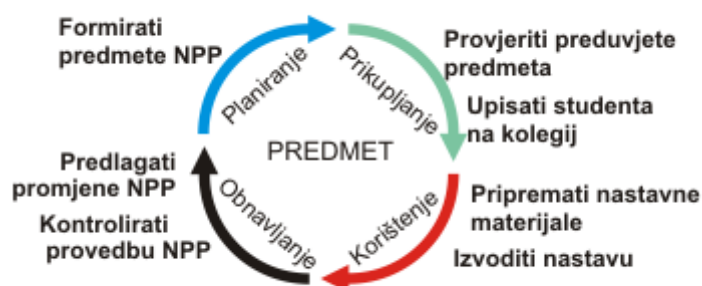 Formirati
predmete NPP
Planiranje
Prikupljanje
Provjeriti preduvjete
predmeta
Upisati studenta
na kolegij
PREDMET
Predlagati
promjene NPP
Kontrolirati
provedbu NPP
Obnavljanje
Korištenje
Pripremati nastavne
materijale
Izvoditi nastavu